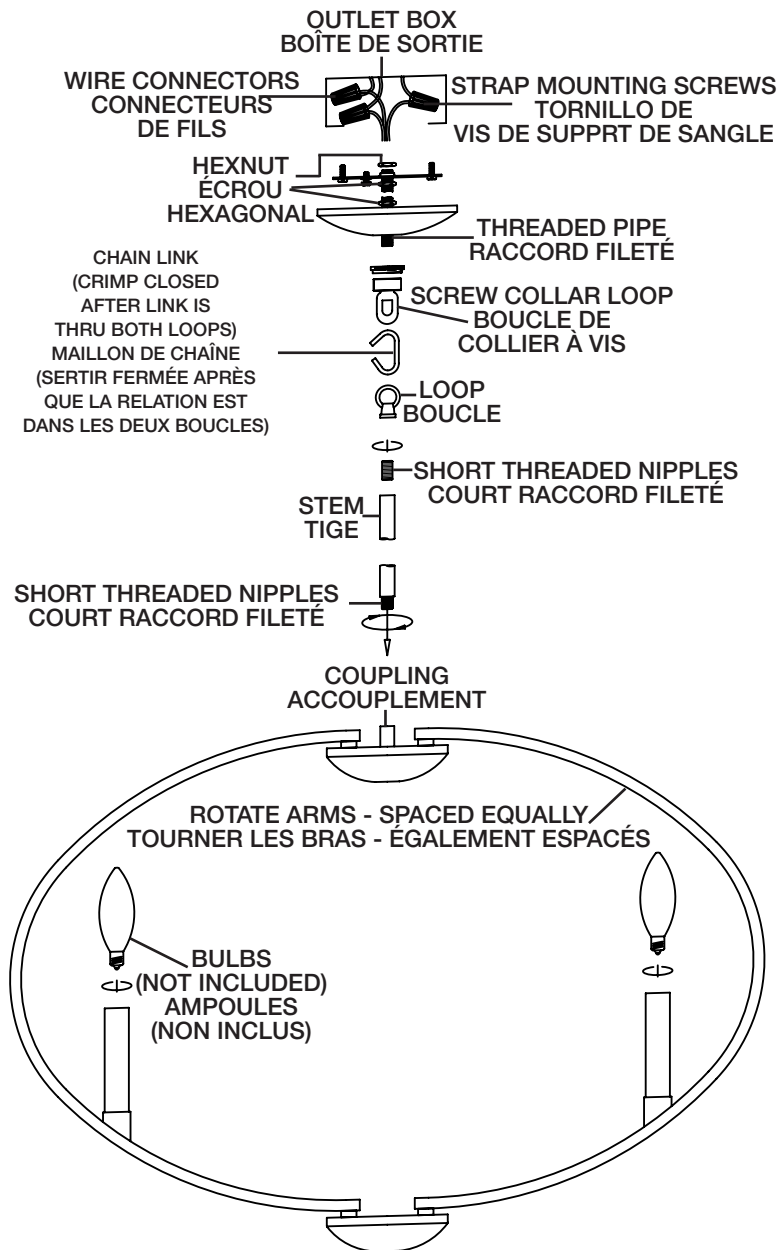 OUTLET BOX
BOÎTE DE SORTIE
WIRE CONNECTORS
CONNECTEURS
DE FILS
STRAP MOUNTING SCREWS
TORNILLO DE
VIS DE SUPPRT DE SANGLE
HEXNUT
ÉCROU
HEXAGONAL
THREADED PIPE
RACCORD FILETÉ
CHAIN LINK
(CRIMP CLOSED
AFTER LINK IS
THRU BOTH LOOPS)
MAILLON DE CHAÎNE
(SERTIR FERMÉE APRÈS
QUE LA RELATION EST
DANS LES DEUX BOUCLES)
SCREW COLLAR LOOP
BOUCLE DE
COLLIER À VIS
LOOP
BOUCLE
SHORT THREADED NIPPLES
COURT RACCORD FILETÉ
STEM
TIGE
SHORT THREADED NIPPLES
COURT RACCORD FILETÉ
COUPLING
ACCOUPLEMENT
ROTATE ARMS - SPACED EQUALLY
TOURNER LES BRAS - ÉGALEMENT ESPACÉS
BULBS
(NOT INCLUDED)
AMPOULES
(NON INCLUS)